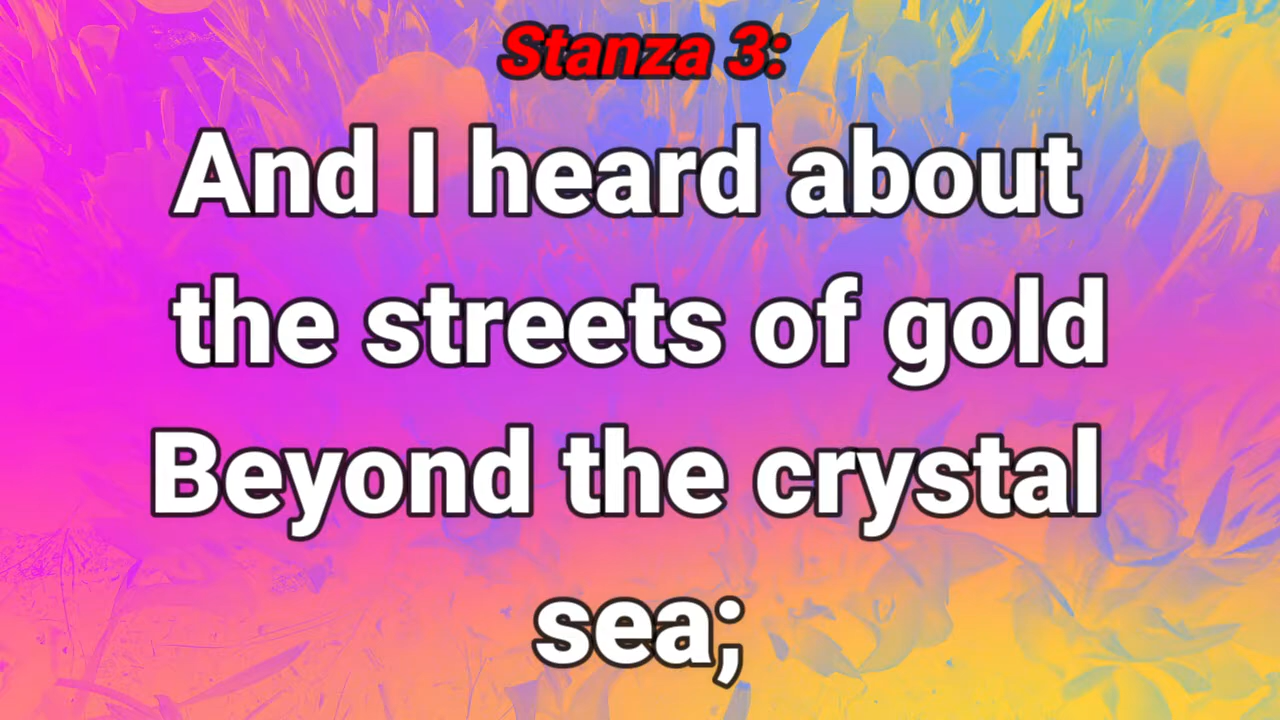 Stanza 3:
And I heard about
the streets of gold
Beyond the crystal
sea;